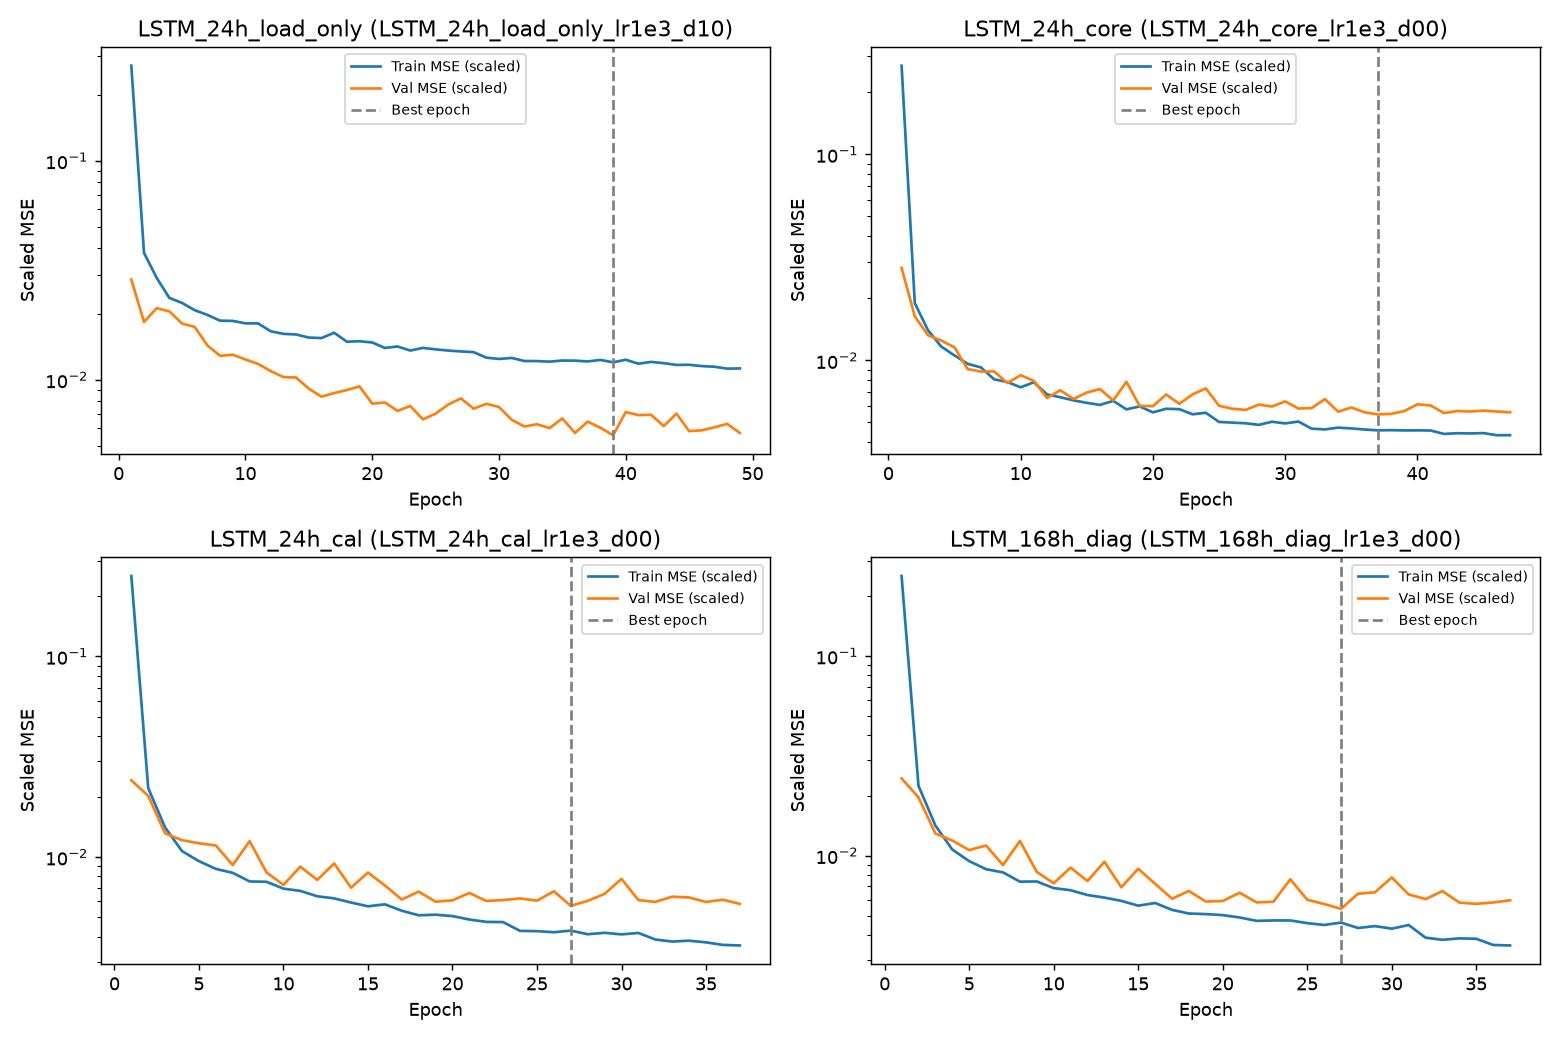 LSTM_24h_load_only (LSTM_24h_load_only_lr1e3_d10)
Train MSE (scaled)
Val MSE (scaled)
Best epoch
10⁻¹
10⁻²
Scaled MSE
0 10 20 30 40 50
Epoch
LSTM_24h_core (LSTM_24h_core_lr1e3_d00)
Train MSE (scaled)
Val MSE (scaled)
Best epoch
10⁻¹
10⁻²
Scaled MSE
0 10 20 30 40
Epoch
LSTM_24h_cal (LSTM_24h_cal_lr1e3_d00)
Train MSE (scaled)
Val MSE (scaled)
Best epoch
10⁻¹
10⁻²
Scaled MSE
0 5 10 15 20 25 30 35
Epoch
LSTM_168h_diag (LSTM_168h_diag_lr1e3_d00)
Train MSE (scaled)
Val MSE (scaled)
Best epoch
10⁻¹
10⁻²
Scaled MSE
0 5 10 15 20 25 30 35
Epoch